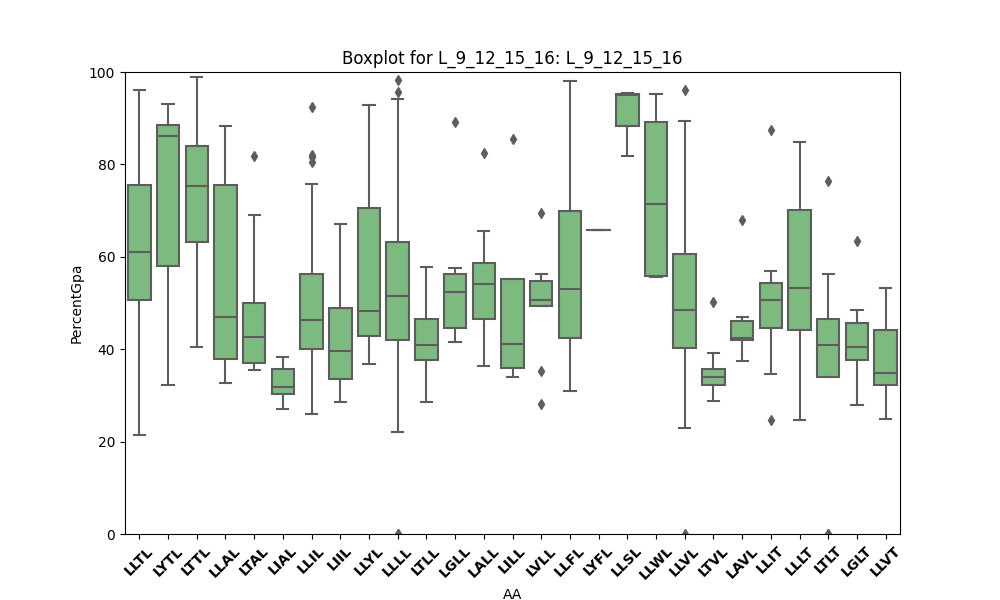 Boxplot for L_9_12_15_16: L_9_12_15_16
100
80
60
40
20
0
PercentGpa
LLTL LYTL LTTL LLAL LTAL LIAL LLIL LIIL LLYL LLLL LTLL LGLL LALL LILL LVLL LLFL LYFL LLSL LLWL LLVL LTVL LAVL LLIT LLLT LTLT LGLT LLVT
AA